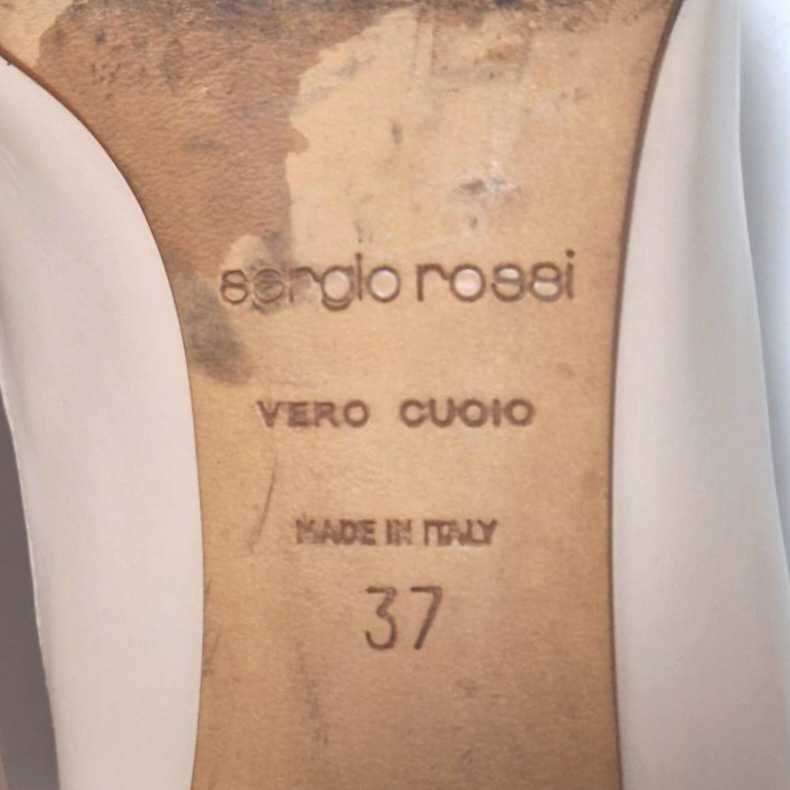 sergio rossi
VERO CUOIO
MADE IN ITALY
37